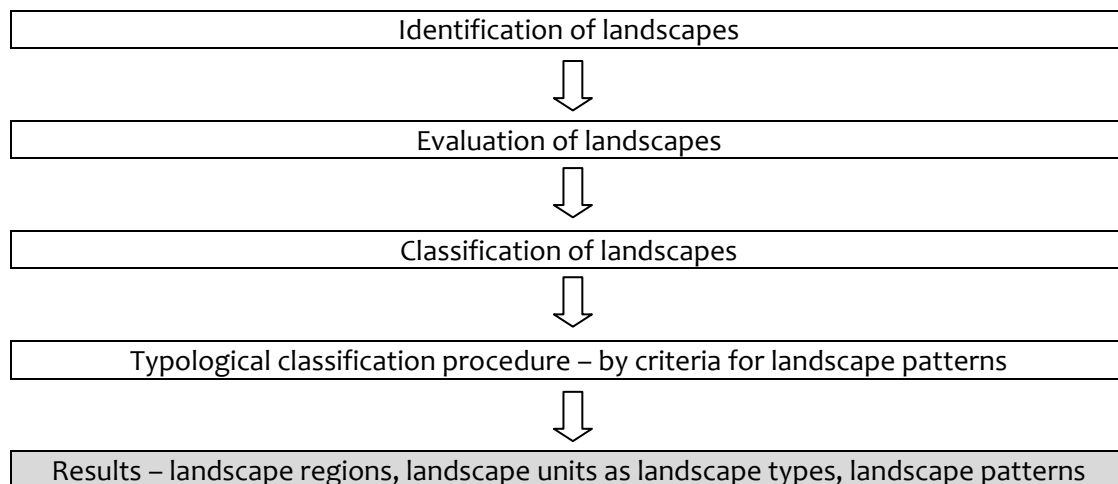 Identification of landscapes
Evaluation of landscapes
Classification of landscapes
Typological classification procedure – by criteria for landscape patterns
Results – landscape regions, landscape units as landscape types, landscape patterns